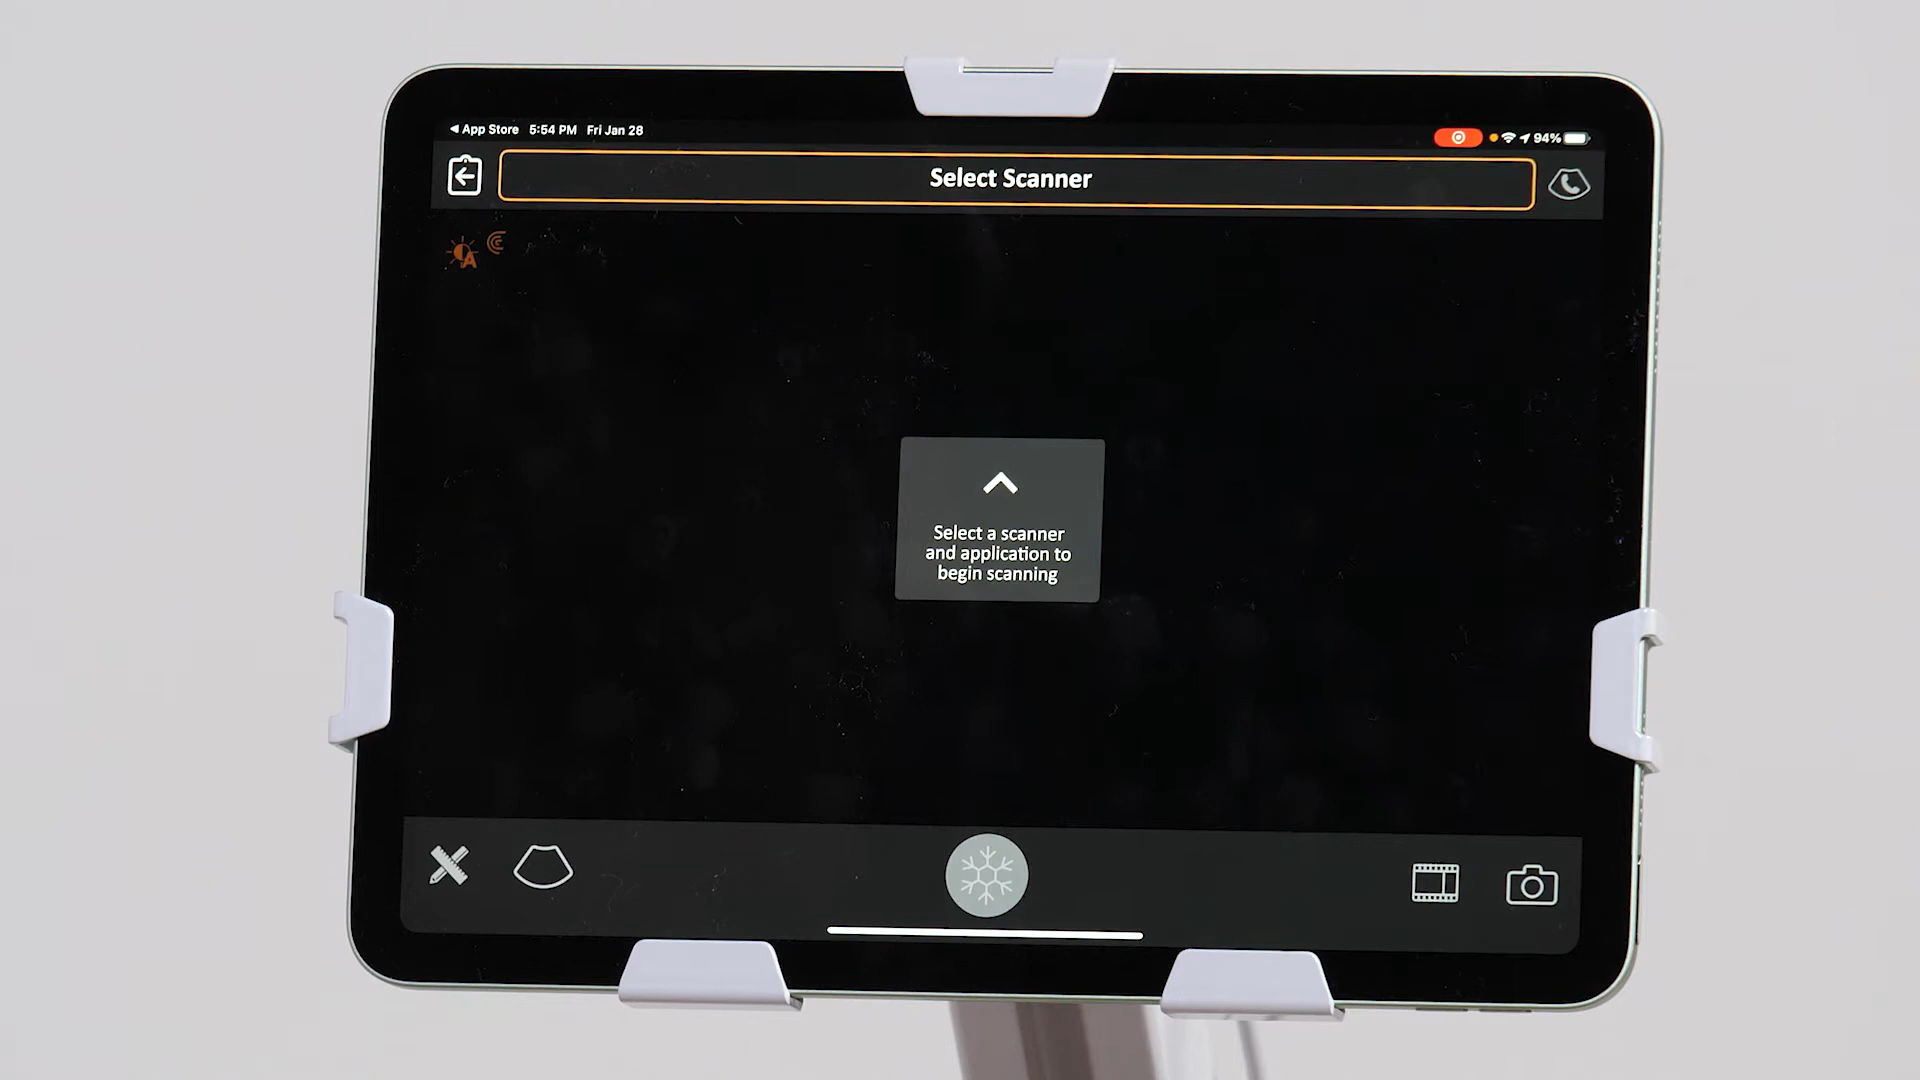 App Store 5:54 PM Fri Jan 28
94%
Select Scanner
A
Select a scanner
and application to
begin scanning